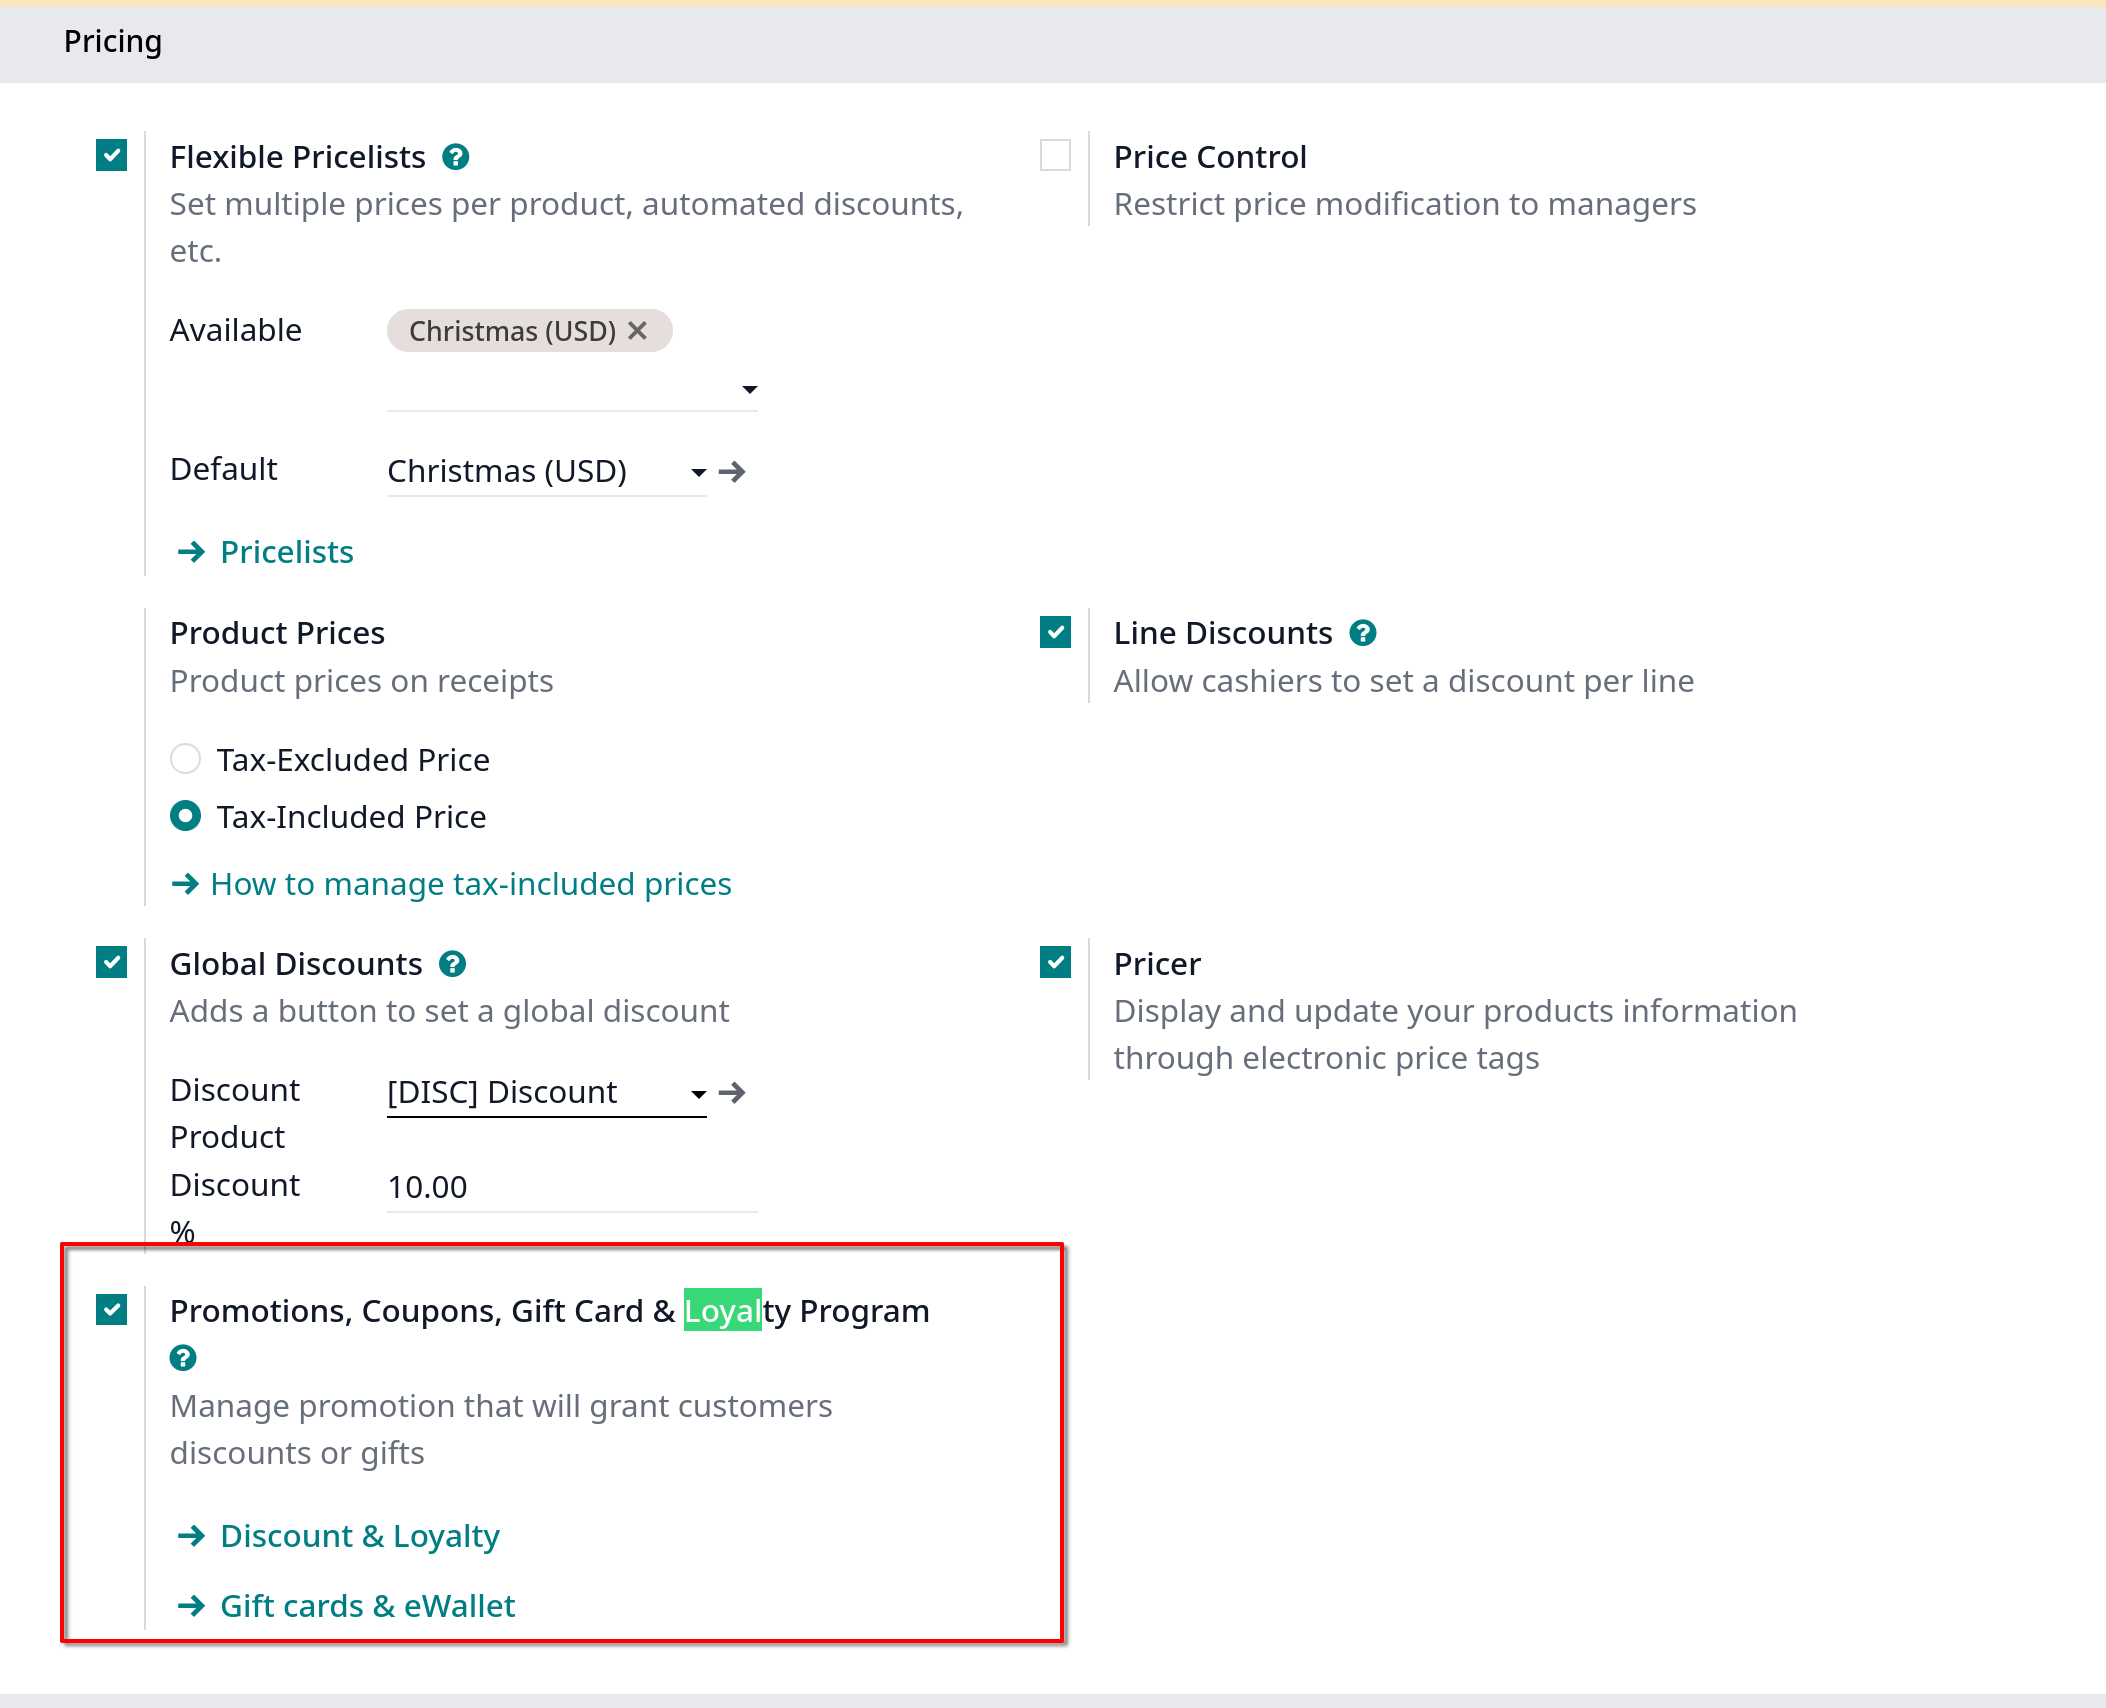 Pricing
Flexible Pricelists
Set multiple prices per product, automated discounts,
etc.
Available
Christmas (USD)
Default
Christmas (USD)
Pricelists
Price Control
Restrict price modification to managers
Product Prices
Product prices on receipts
Tax-Excluded Price
Tax-Included Price
How to manage tax-included prices
Line Discounts
Allow cashiers to set a discount per line
Global Discounts
Adds a button to set a global discount
Discount
Product
[DISC] Discount
Discount
%
10.00
Pricer
Display and update your products information
through electronic price tags
Promotions, Coupons, Gift Card & Loyalty Program
Manage promotion that will grant customers
discounts or gifts
Discount & Loyalty
Gift cards & eWallet